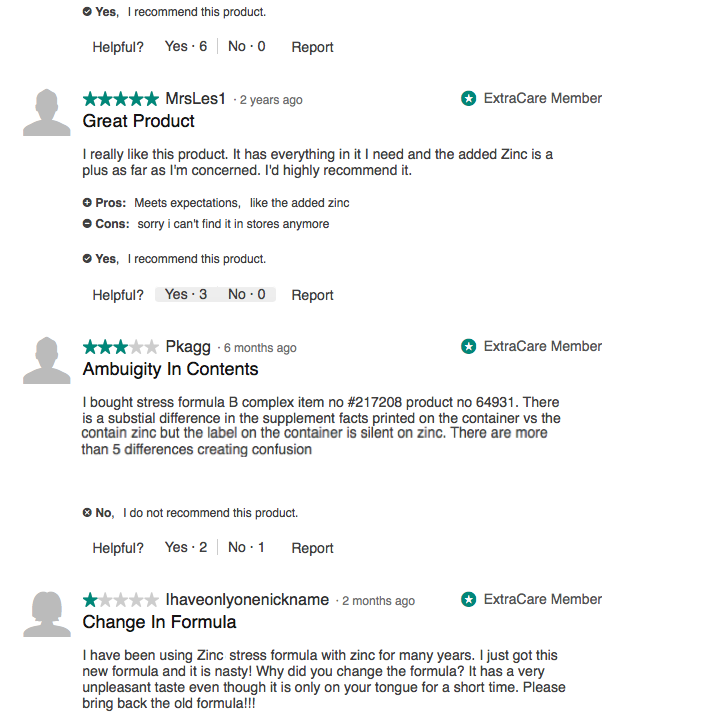 Yes, I recommend this product.
Helpful? Yes · 6 No · 0 Report
MrsLes1 · 2 years ago ExtraCare Member
Great Product
I really like this product. It has everything in it I need and the added Zinc is a
plus as far as I'm concerned. I'd highly recommend it.
Pros: Meets expectations, like the added zinc
Cons: sorry i can't find it in stores anymore
Yes, I recommend this product.
Helpful? Yes · 3 No · 0 Report
Pkagg · 6 months ago ExtraCare Member
Ambuigity In Contents
I bought stress formula B complex item no #217208 product no 64931. There
is a substial difference in the supplement facts printed on the container vs the
contain zinc but the label on the container is silent on zinc. There are more
than 5 differences creating confusion
No, I do not recommend this product.
Helpful? Yes · 2 No · 1 Report
Ihaveonlyonenickname · 2 months ago ExtraCare Member
Change In Formula
I have been using Zinc stress formula with zinc for many years. I just got this
new formula and it is nasty! Why did you change the formula? It has a very
unpleasant taste even though it is only on your tongue for a short time. Please
bring back the old formula!!!